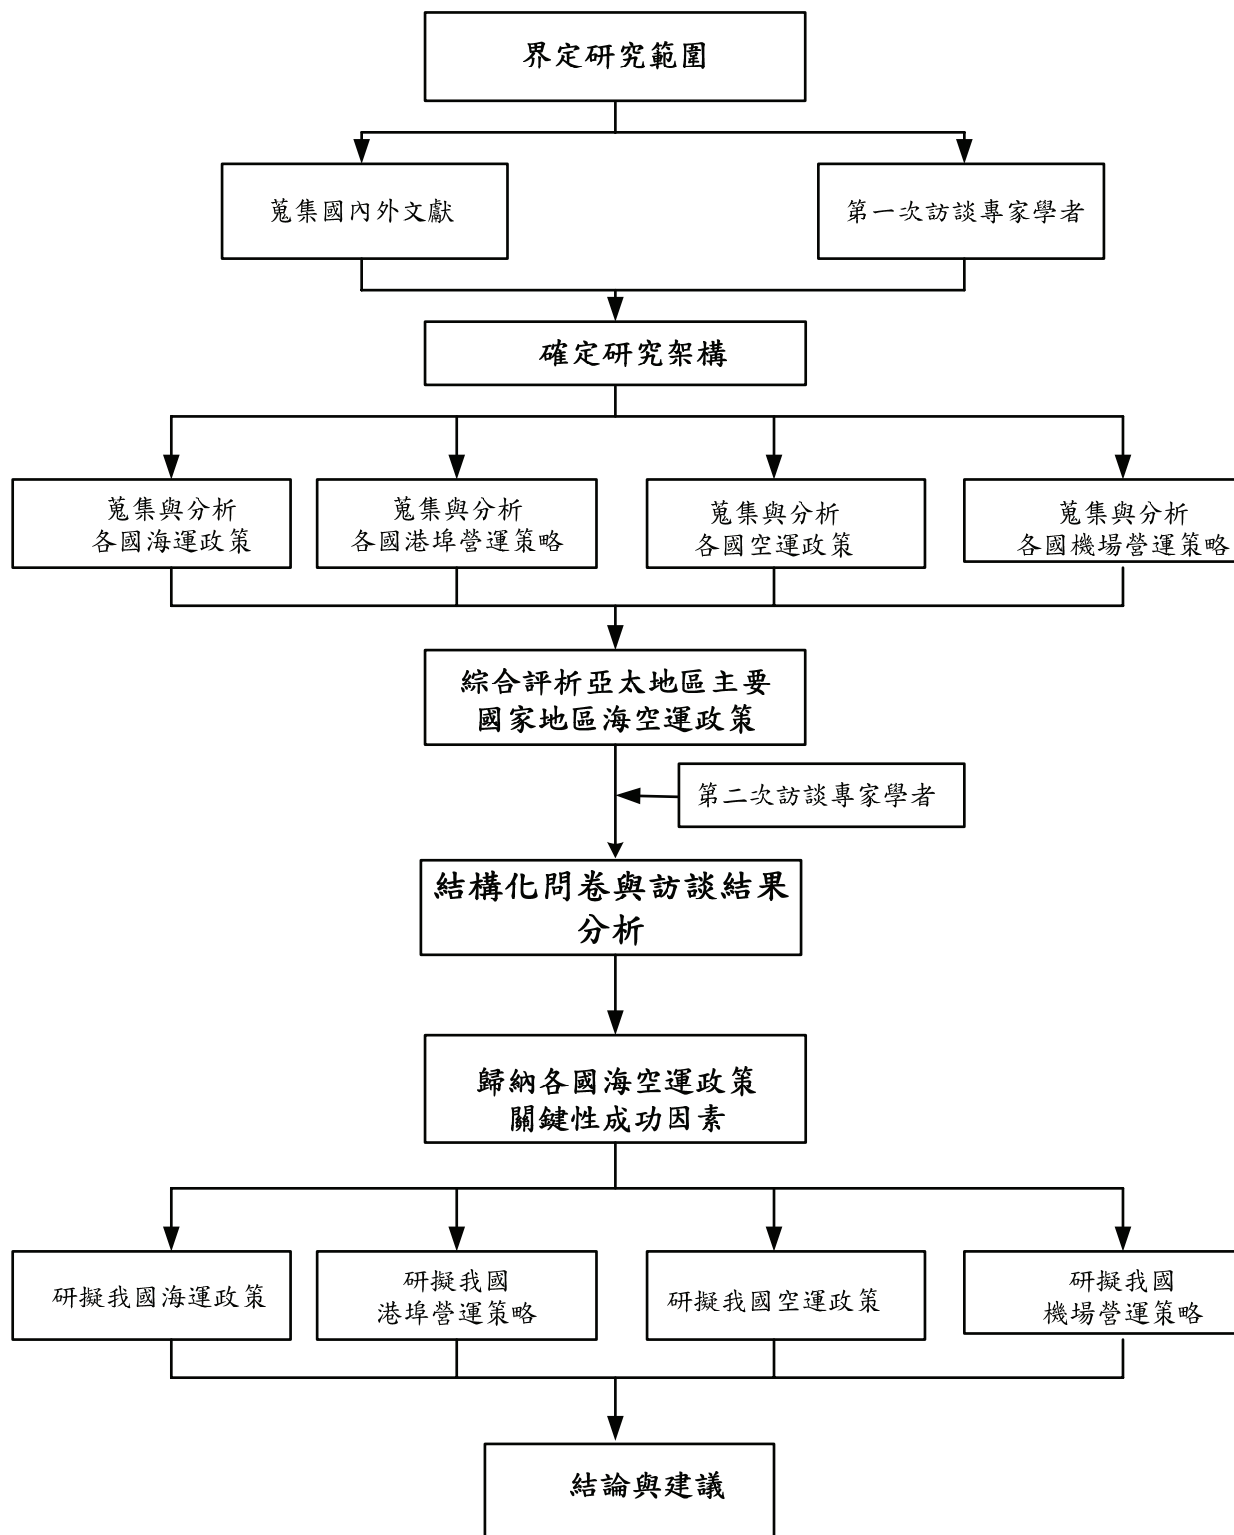 界定研究範圍
蒐集國內外文獻
第一次訪談專家學者
確定研究架構
蒐集與分析
各國海運政策
蒐集與分析
各國港埠營運策略
蒐集與分析
各國空運政策
蒐集與分析
各國機場營運策略
綜合評析亞太地區主要
國家地區海空運政策
第二次訪談專家學者
結構化問卷與訪談結果
分析
歸納各國海空運政策
關鍵性成功因素
研擬我國海運政策
研擬我國
港埠營運策略
研擬我國空運政策
研擬我國
機場營運策略
結論與建議